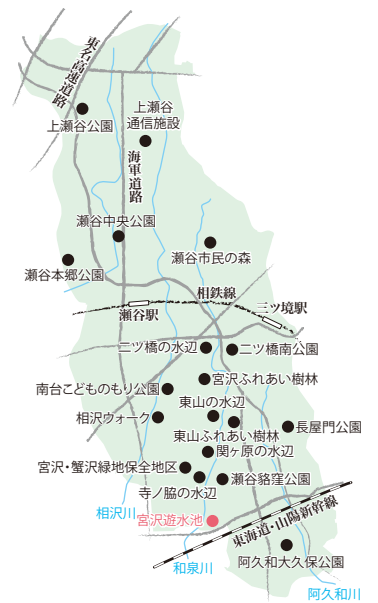 東名高速道路
上瀬谷公園
上瀬谷
通信施設
海軍道路
瀬谷中央公園
瀬谷市民の森
瀬谷本郷公園
相鉄線
瀬谷駅
三ツ境駅
二ツ橋の水辺
二ツ橋南公園
宮沢ふれあい樹林
南台こどものもり公園
東山の水辺
相沢ウォーク
長屋門公園
東山ふれあい樹林
関ヶ原の水辺
宮沢・蟹沢緑地保全地区
瀬谷貉窪公園
寺ノ脇の水辺
相沢川
宮沢遊水池
東海道・山陽新幹線
和泉川
阿久和大久保公園
阿久和川